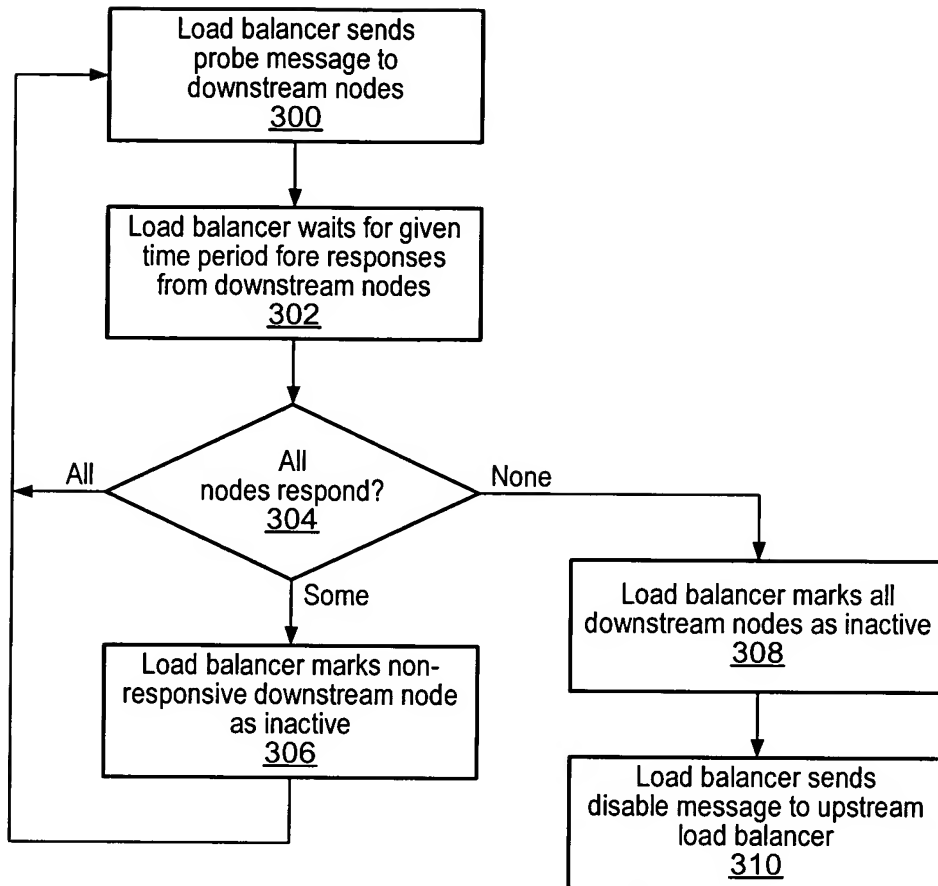 Load balancer sends
probe message to
downstream nodes
300
Load balancer waits for given
time period fore responses
from downstream nodes
302
All
nodes respond?
304
All
None
Some
Load balancer marks non-
responsive downstream node
as inactive
306
Load balancer marks all
downstream nodes as inactive
308
Load balancer sends
disable message to upstream
load balancer
310